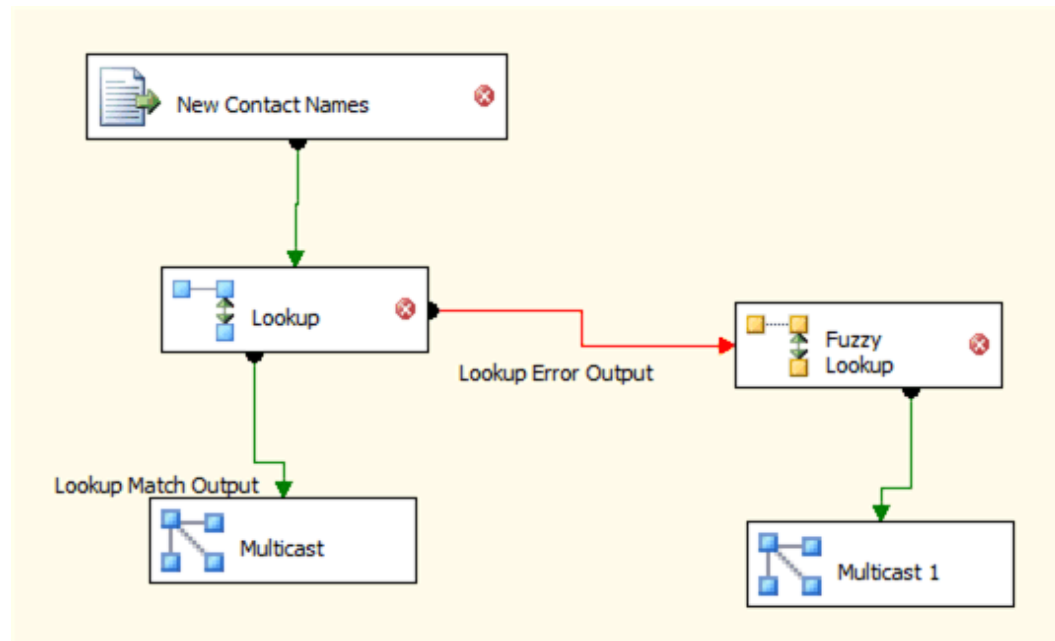 New Contact Names
Lookup
Lookup Error Output
Fuzzy
Lookup
Lookup Match Output
Multicast
Multicast 1